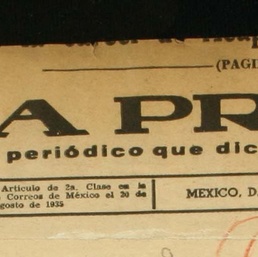 (PAGI
A PR
periódico que dic
Artículo de 2a. Clase en la
Correos de México el 20 de
gosto de 1935
MEXICO, D.